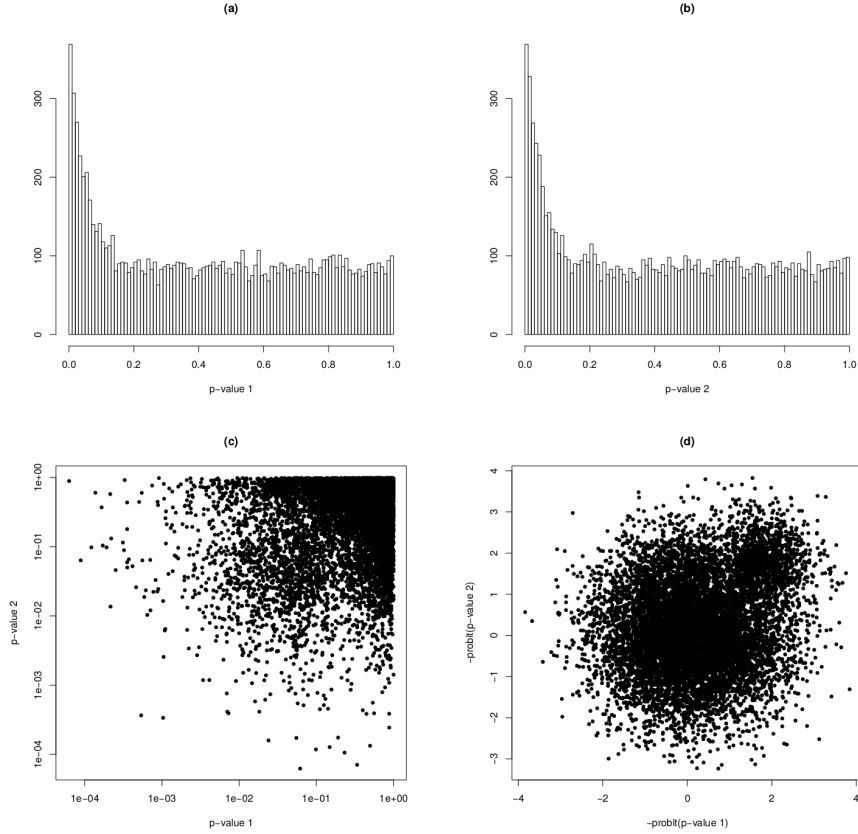 (a)
0 100 200 300
0.0 0.2 0.4 0.6 0.8 1.0
p−value 1
(b)
0 100 200 300
0.0 0.2 0.4 0.6 0.8 1.0
p−value 2
(c)
p−value 2
1e+00
1e−01
1e−02
1e−03
1e−04
1e−04 1e−03 1e−02 1e−01 1e+00
p−value 1
(d)
−probit(p−value 2)
4
3
2
1
0
−1
−2
−3
−4 −2 0 2 4
−probit(p−value 1)